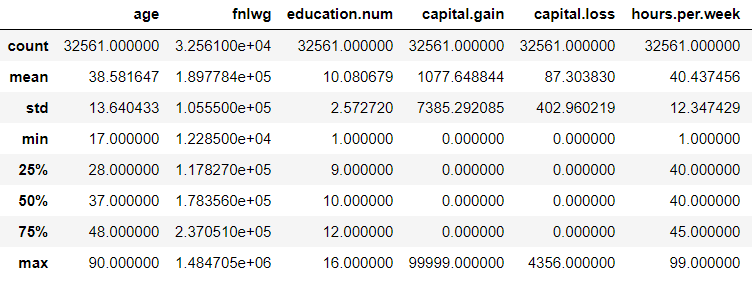 age fnlwg education.num capital.gain capital.loss hours.per.week
count 32561.000000 3.256100e+04 32561.000000 32561.000000 32561.000000 32561.000000
mean 38.581647 1.897784e+05 10.080679 1077.648844 87.303830 40.437456
std 13.640433 1.055500e+05 2.572720 7385.292085 402.960219 12.347429
min 17.000000 1.228500e+04 1.000000 0.000000 0.000000 1.000000
25% 28.000000 1.178270e+05 9.000000 0.000000 0.000000 40.000000
50% 37.000000 1.783560e+05 10.000000 0.000000 0.000000 40.000000
75% 48.000000 2.370510e+05 12.000000 0.000000 0.000000 45.000000
max 90.000000 1.484705e+06 16.000000 99999.000000 4356.000000 99.000000